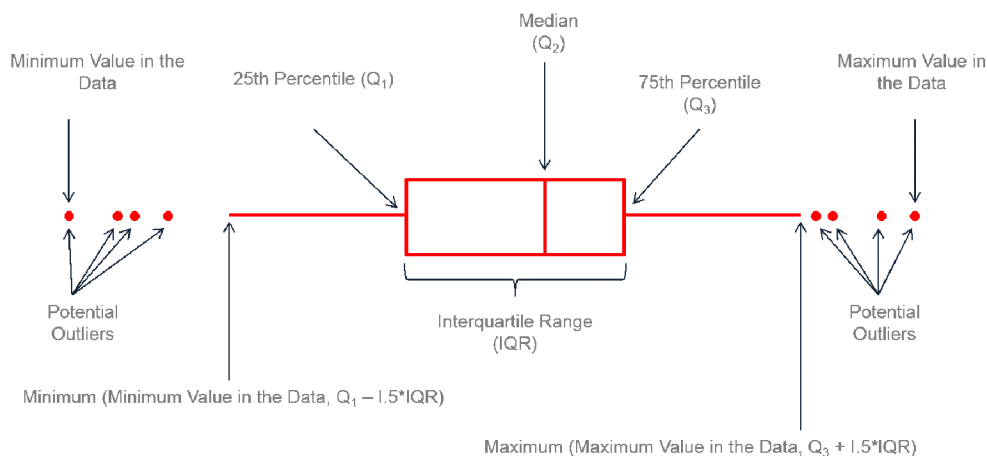 Median
(Q₂)
Minimum Value in the
Data
Maximum Value in
the Data
25th Percentile (Q₁)
75th Percentile
(Q₃)
Potential
Outliers
Interquartile Range
(IQR)
Potential
Outliers
Minimum (Minimum Value in the Data, Q₁ – I.5*IQR)
Maximum (Maximum Value in the Data, Q₃ + I.5*IQR)